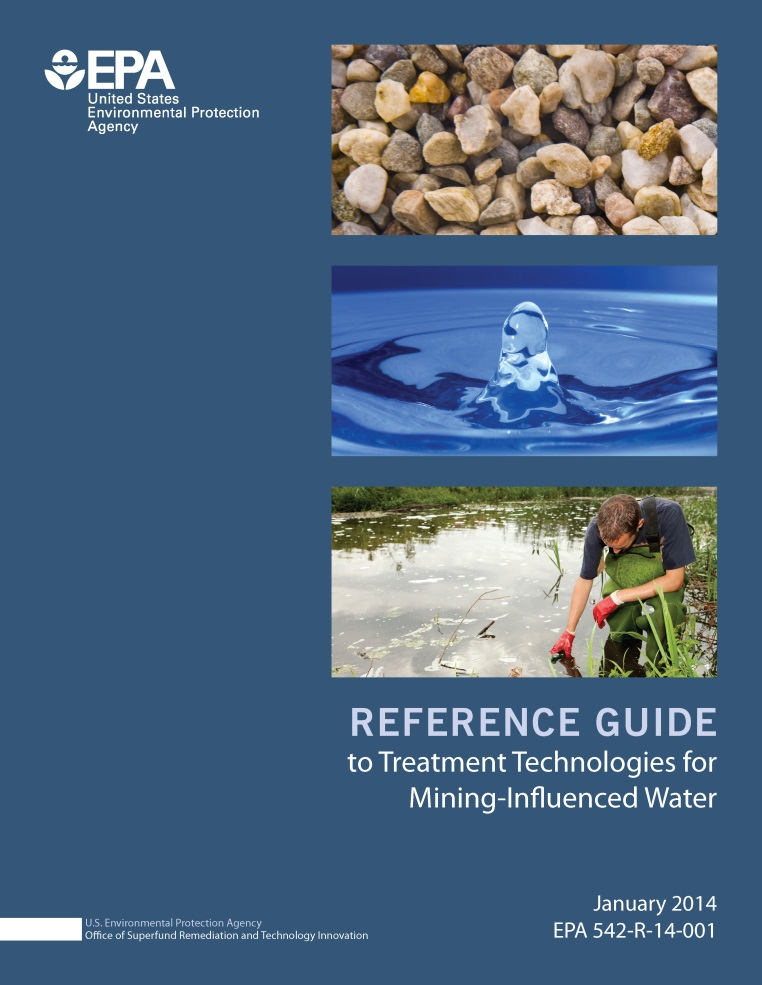 EPA
United States
Environmental Protection
Agency
REFERENCE GUIDE
to Treatment Technologies for
Mining-Influenced Water
January 2014
EPA 542-R-14-001
U.S. Environmental Protection Agency
Office of Superfund Remediation and Technology Innovation